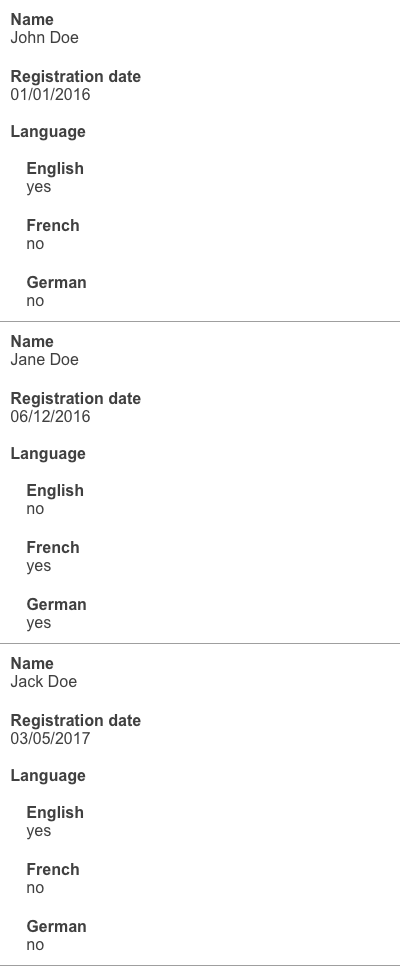 Name
John Doe
Registration date
01/01/2016
Language
English
yes
French
no
German
no
Name
Jane Doe
Registration date
06/12/2016
Language
English
no
French
yes
German
yes
Name
Jack Doe
Registration date
03/05/2017
Language
English
yes
French
no
German
no